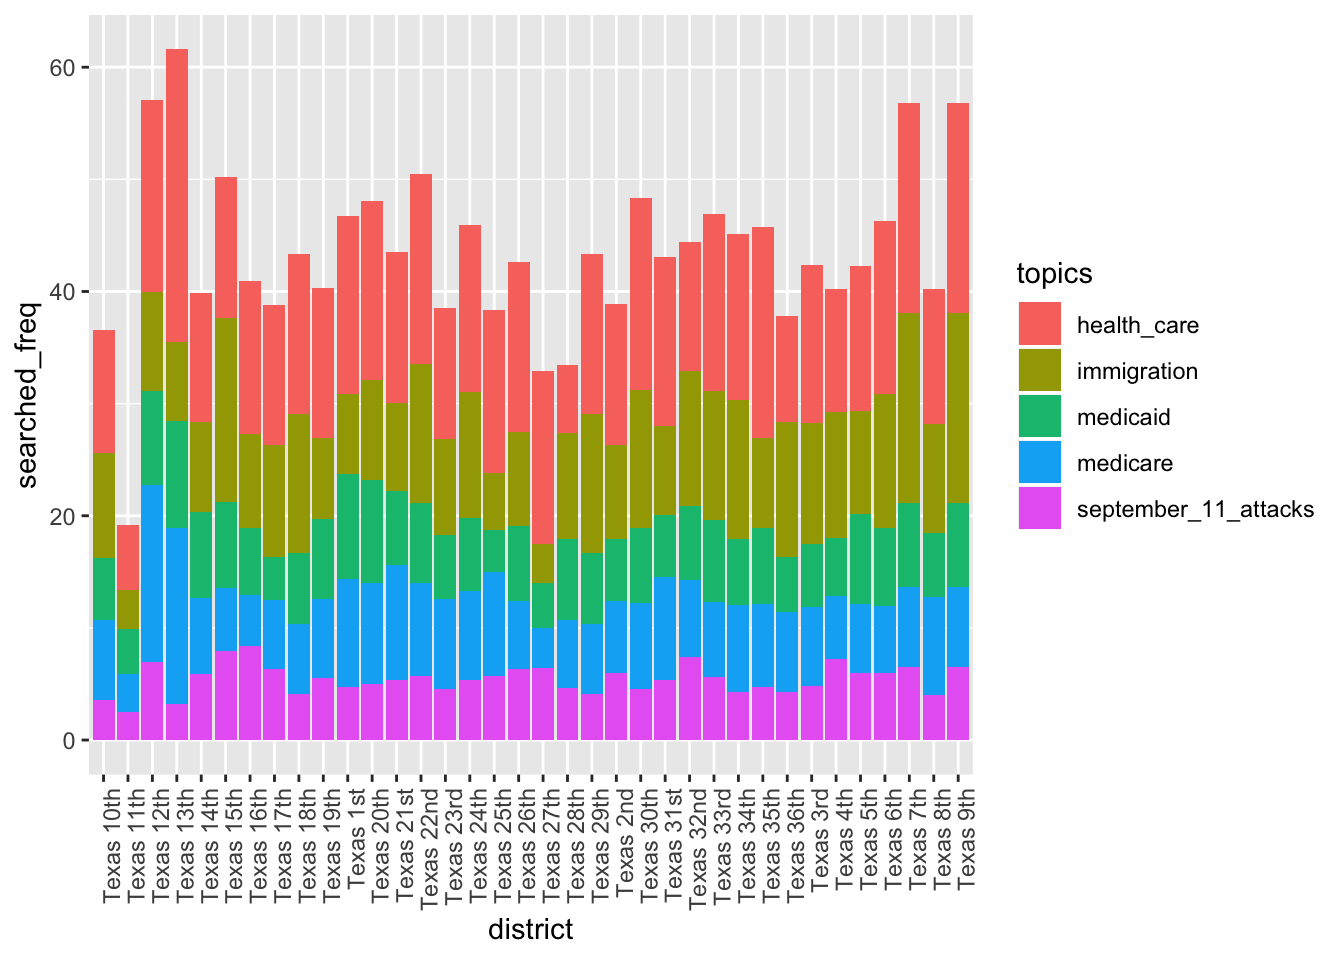 60
40
20
0
searched_freq
Texas 10th
Texas 11th
Texas 12th
Texas 13th
Texas 14th
Texas 15th
Texas 16th
Texas 17th
Texas 18th
Texas 19th
Texas 1st
Texas 20th
Texas 21st
Texas 22nd
Texas 23rd
Texas 24th
Texas 25th
Texas 26th
Texas 27th
Texas 28th
Texas 29th
Texas 2nd
Texas 30th
Texas 31st
Texas 32nd
Texas 33rd
Texas 34th
Texas 35th
Texas 36th
Texas 3rd
Texas 4th
Texas 5th
Texas 6th
Texas 7th
Texas 8th
Texas 9th
district
topics
health_care
immigration
medicaid
medicare
september_11_attacks